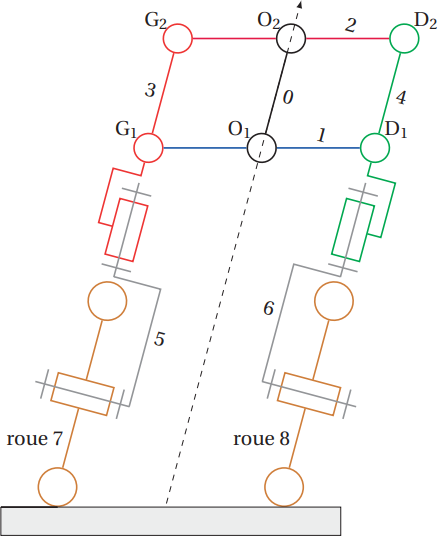 G₂ O₂ 2 D₂
3 0 4
G₁ O₁ 1 D₁
5 6
roue 7 roue 8